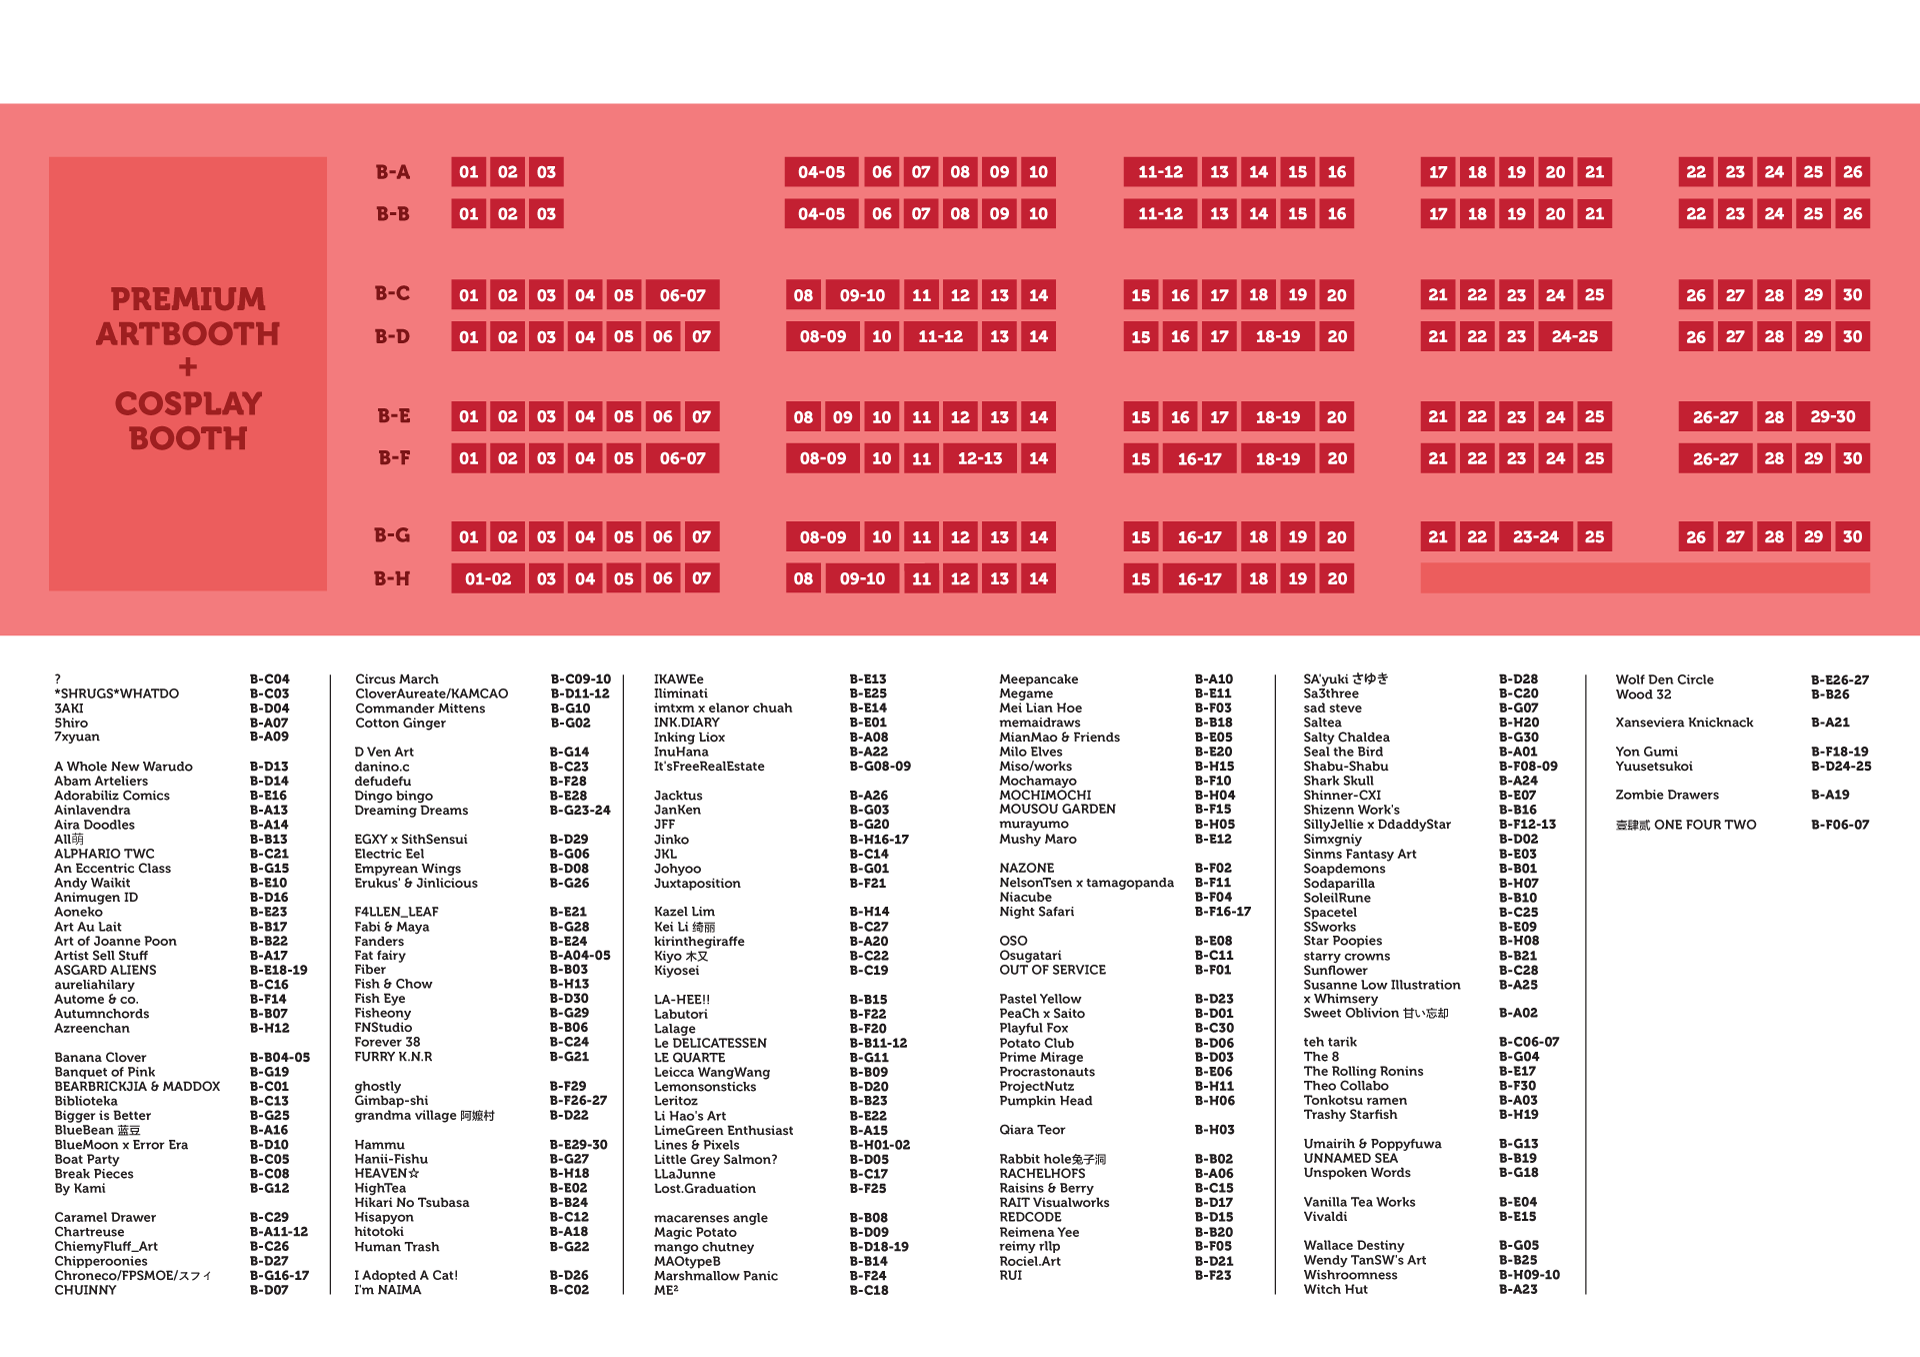 PREMIUM
ARTBOOTH
+
COSPLAY
BOOTH
B-A 01 02 03 04-05 06 07 08 09 10 11-12 13 14 15 16 17 18 19 20 21 22 23 24 25 26
B-B 01 02 03 04-05 06 07 08 09 10 11-12 13 14 15 16 17 18 19 20 21 22 23 24 25 26
B-C 01 02 03 04 05 06-07 08 09-10 11 12 13 14 15 16 17 18 19 20 21 22 23 24 25 26 27 28 29 30
B-D 01 02 03 04 05 06 07 08-09 10 11-12 13 14 15 16 17 18-19 20 21 22 23 24-25 26 27 28 29 30
B-E 01 02 03 04 05 06 07 08 09 10 11 12 13 14 15 16 17 18-19 20 21 22 23 24 25 26-27 28 29-30
B-F 01 02 03 04 05 06-07 08-09 10 11 12-13 14 15 16-17 18-19 20 21 22 23 24 25 26-27 28 29 30
B-G 01 02 03 04 05 06 07 08-09 10 11 12 13 14 15 16-17 18 19 20 21 22 23-24 25 26 27 28 29 30
B-H 01-02 03 04 05 06 07 08 09-10 11 12 13 14 15 16-17 18 19 20
? B-C04
*SHRUGS*WHATDO B-C03
3AKI B-D04
5hiro B-A07
7xyuan B-A09
A Whole New Warudo B-D13
Abam Arteliers B-D14
Adorabiliz Comics B-E16
Ainlavendra B-A13
Aira Doodles B-A14
All萌 B-B13
ALPHARIO TWC B-C21
An Eccentric Class B-G15
Andy Waikit B-E10
Animugen ID B-D16
Aoneko B-E23
Art Au Lait B-B17
Art of Joanne Poon B-B22
Artist Sell Stuff B-A17
ASGARD ALIENS B-E18-19
aureliahilary B-C16
Autome & co. B-F14
Autumnchords B-B07
Azreenchan B-H12
Banana Clover B-B04-05
Banquet of Pink B-G19
BEARBRICKJIA & MADDOX B-C01
Biblioteka B-C13
Bigger is Better B-G25
BlueBean 蓝豆 B-A16
BlueMoon x Error Era B-D10
Boat Party B-C05
Break Pieces B-C08
By Kami B-G12
Caramel Drawer B-C29
Chartreuse B-A11-12
ChiemyFluff_Art B-C26
Chipperoonies B-D27
Chroneco/FPSMOE/スフィ B-G16-17
CHUINNY B-D07
Circus March B-C09-10
CloverAureate/KAMCAO B-D11-12
Commander Mittens B-G10
Cotton Ginger B-G02
D Ven Art B-G14
danino.c B-C23
defudefu B-F28
Dingo bingo B-E28
Dreaming Dreams B-G23-24
EGXY x SithSensui B-D29
Electric Eel B-G06
Empyrean Wings B-D08
Erukus' & Jinlicious B-G26
F4LLEN_LEAF B-E21
Fabi & Maya B-G28
Fanders B-E24
Fat fairy B-A04-05
Fiber B-B03
Fish & Chow B-H13
Fish Eye B-D30
Fisheony B-G29
FNStudio B-B06
Forever 38 B-C24
FURRY K.N.R B-G21
ghostly B-F29
Gimbap-shi B-F26-27
grandma village 阿嬷村 B-D22
Hammu B-E29-30
Hanii-Fishu B-G27
HEAVEN☆ B-H18
HighTea B-E02
Hikari No Tsubasa B-B24
Hisapyon B-C12
hitotoki B-A18
Human Trash B-G22
I Adopted A Cat! B-D26
I'm NAIMA B-C02
IKAWEe B-E13
Iliminati B-E25
imtxm x elanor chuah B-E14
INK.DIARY B-E01
Inking Liox B-A08
InuHana B-A22
It'sFreeRealEstate B-G08-09
Jacktus B-A26
JanKen B-G03
JFF B-G20
Jinko B-H16-17
JKL B-C14
Johyoo B-G01
Juxtaposition B-F21
Kazel Lim B-H14
Kei Li 绮丽 B-C27
kirinthegiraffe B-A20
Kiyo 木又 B-C22
Kiyosei B-C19
LA-HEE!! B-B15
Labutori B-F22
Lalage B-F20
Le DELICATESSEN B-B11-12
LE QUARTE B-G11
Leicca WangWang B-B09
Lemonsonsticks B-D20
Leritoz B-B23
Li Hao's Art B-E22
LimeGreen Enthusiast B-A15
Lines & Pixels B-H01-02
Little Grey Salmon? B-D05
LLaJunne B-C17
Lost.Graduation B-F25
macarenses angle B-B08
Magic Potato B-D09
mango chutney B-D18-19
MAOtypeB B-B14
Marshmallow Panic B-F24
ME² B-C18
Meepancake B-A10
Megame B-E11
Mei Lian Hoe B-F03
memaidraws B-B18
MianMao & Friends B-E05
Milo Elves B-E20
Miso/works B-H15
Mochamayo B-F10
MOCHIMOCHI B-H04
MOUSOU GARDEN B-F15
murayumo B-H05
Mushy Maro B-E12
NAZONE B-F02
NelsonTsen x tamagopanda B-F11
Niacube B-F04
Night Safari B-F16-17
OSO B-E08
Osugatari B-C11
OUT OF SERVICE B-F01
Pastel Yellow B-D23
PeaCh x Saito B-D01
Playful Fox B-C30
Potato Club B-D06
Prime Mirage B-D03
Procrastonauts B-E06
ProjectNutz B-H11
Pumpkin Head B-H06
Qiara Teor B-H03
Rabbit hole兔子洞 B-B02
RACHELHOFS B-A06
Raisins & Berry B-C15
RAIT Visualworks B-D17
REDCODE B-D15
Reimena Yee B-B20
reimy rllp B-F05
Rociel.Art B-D21
RUI B-F23
SA'yuki さゆき B-D28
Sa3three B-C20
sad steve B-G07
Saltea B-H20
Salty Chaldea B-G30
Seal the Bird B-A01
Shabu-Shabu B-F08-09
Shark Skull B-A24
Shinner-CXI B-E07
Shizenn Work's B-B16
SillyJellie x DdaddyStar B-F12-13
Simxgniy B-D02
Sinms Fantasy Art B-E03
Soapdemons B-B01
Sodaparilla B-H07
SoleilRune B-B10
Spacetel B-C25
SSworks B-E09
Star Poopies B-H08
starry crowns B-B21
Sunflower B-C28
Susanne Low Illustration B-A25
x Whimsery
Sweet Oblivion 甘い忘却 B-A02
teh tarik B-C06-07
The 8 B-G04
The Rolling Ronins B-E17
Theo Collabo B-F30
Tonkotsu ramen B-A03
Trashy Starfish B-H19
Umairih & Poppyfuwa B-G13
UNNAMED SEA B-B19
Unspoken Words B-G18
Vanilla Tea Works B-E04
Vivaldi B-E15
Wallace Destiny B-G05
Wendy TanSW's Art B-B25
Wishroomness B-H09-10
Witch Hut B-A23
Wolf Den Circle B-E26-27
Wood 32 B-B26
Xanseviera Knicknack B-A21
Yon Gumi B-F18-19
Yuusetsukoi B-D24-25
Zombie Drawers B-A19
壹肆贰 ONE FOUR TWO B-F06-07